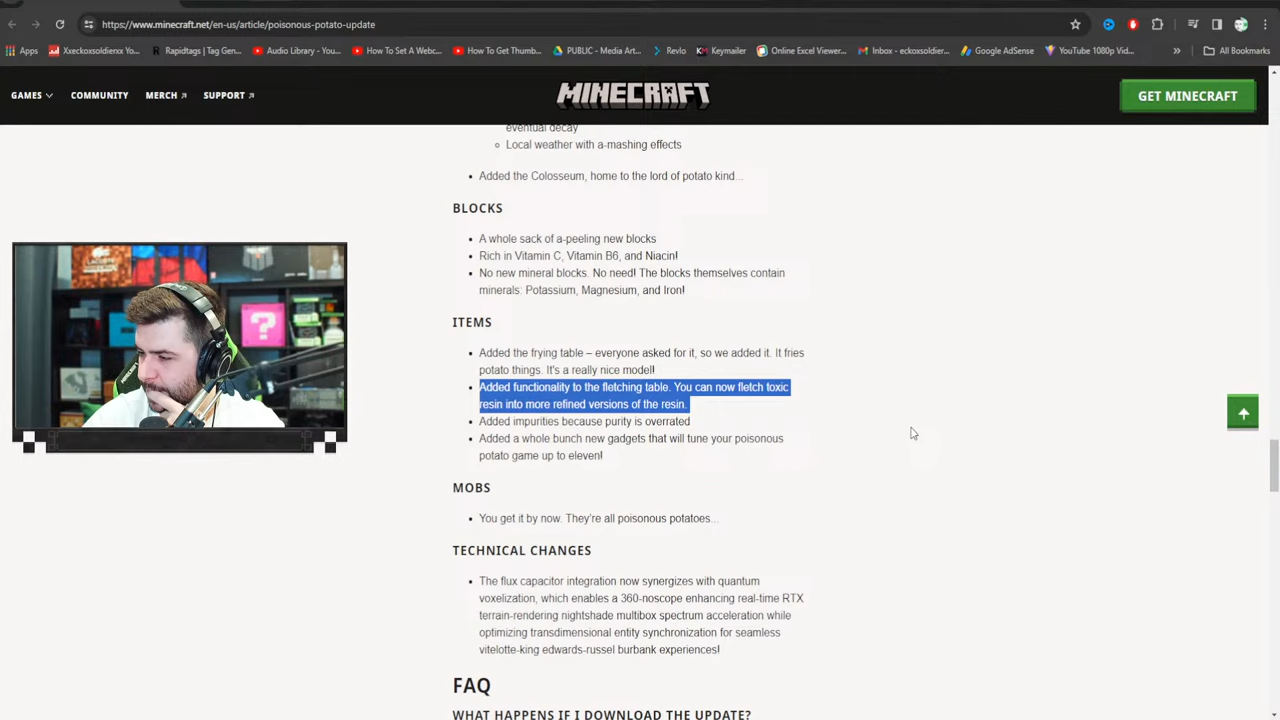 https://www.minecraft.net/en-us/article/poisonous-potato-update
Apps
Xxeckoxsoldienxx Yo...
Rapidtags | Tag Gen...
Audio Library - You...
How To Set A Webc...
How To Get Thumb...
PUBLIC - Media Art...
Revlo
Keymailer
Online Excel Viewer...
Inbox - eckoxsoldier...
Google AdSense
YouTube 1080p Vid...
»
All Bookmarks
GAMES
COMMUNITY
MERCH
SUPPORT
MINECRAFT
GET MINECRAFT
eventual decay
Local weather with a-mashing effects
Added the Colosseum, home to the lord of potato kind...
BLOCKS
A whole sack of a-peeling new blocks
Rich in Vitamin C, Vitamin B6, and Niacin!
No new mineral blocks. No need! The blocks themselves contain
minerals: Potassium, Magnesium, and Iron!
ITEMS
Added the frying table – everyone asked for it, so we added it. It fries
potato things. It's a really nice model!
Added functionality to the fletching table. You can now fletch toxic
resin into more refined versions of the resin.
Added impurities because purity is overrated
Added a whole bunch new gadgets that will tune your poisonous
potato game up to eleven!
MOBS
You get it by now. They're all poisonous potatoes...
TECHNICAL CHANGES
The flux capacitor integration now synergizes with quantum
voxelization, which enables a 360-noscope enhancing real-time RTX
terrain-rendering nightshade multibox spectrum acceleration while
optimizing transdimensional entity synchronization for seamless
vitelotte-king edwards-russel burbank experiences!
FAQ
WHAT HAPPENS IF I DOWNLOAD THE UPDATE?